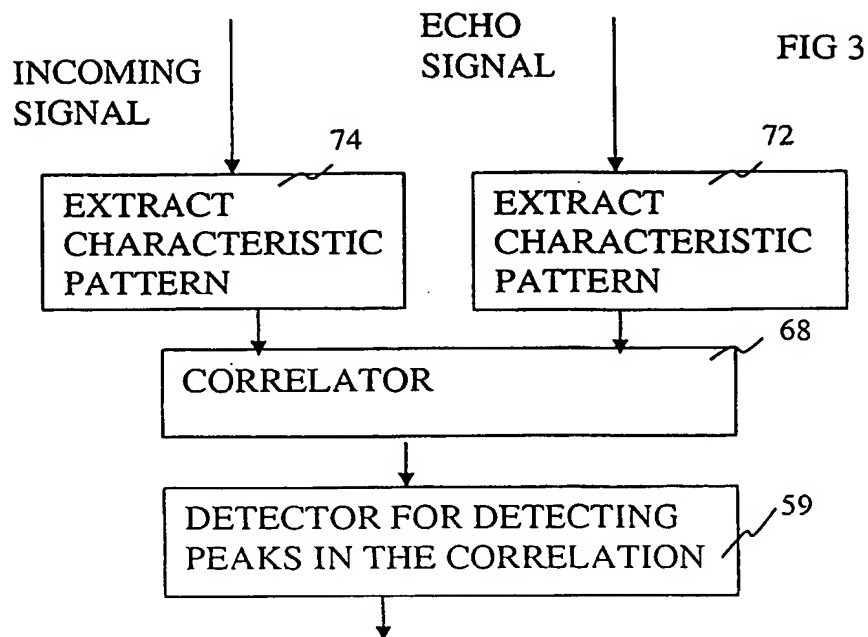 INCOMING
SIGNAL
ECHO
SIGNAL
FIG 3
74
EXTRACT
CHARACTERISTIC
PATTERN
72
EXTRACT
CHARACTERISTIC
PATTERN
68
CORRELATOR
59
DETECTOR FOR DETECTING
PEAKS IN THE CORRELATION